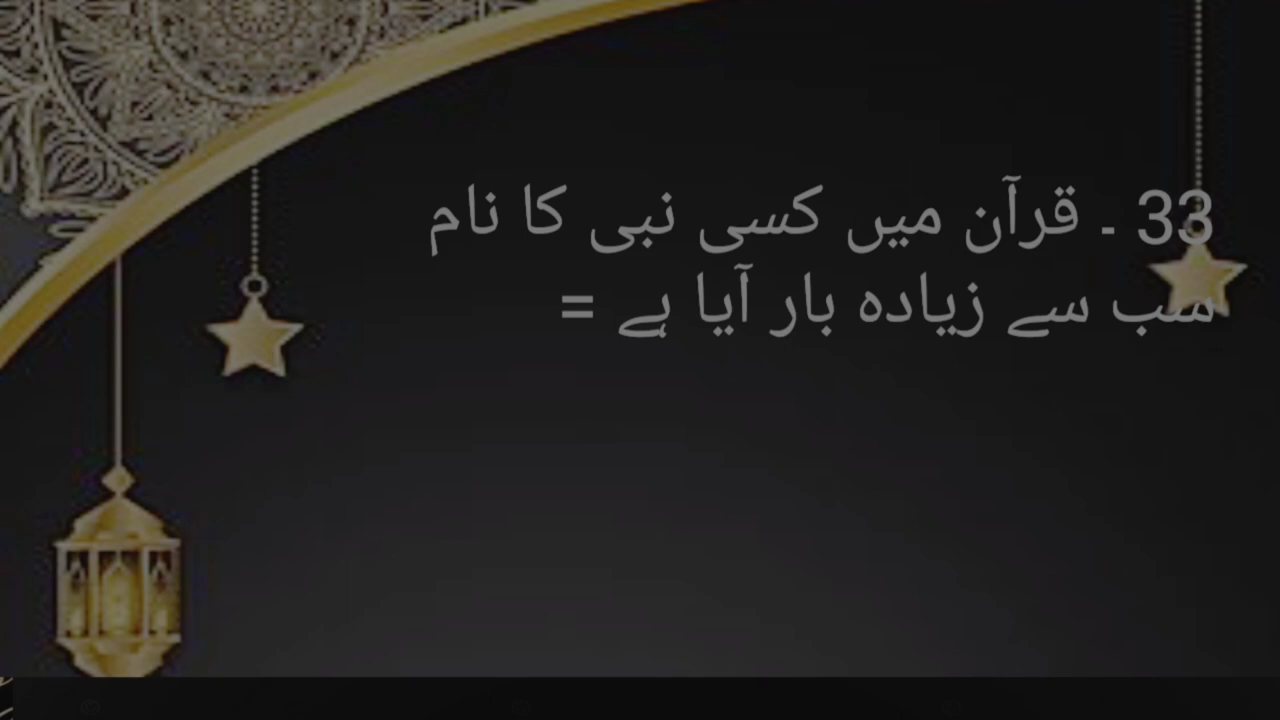 33 ۔ قرآن میں کسی نبی کا نام
سب سے زیادہ بار آیا ہے =